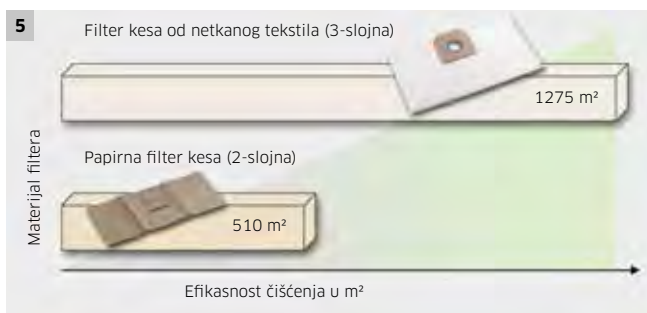 5
Filter kesa od netkanog tekstila (3-slojna)
1275 m²
Papirna filter kesa (2-slojna)
510 m²
Materijal filtera
Efikasnost čišćenja u m²